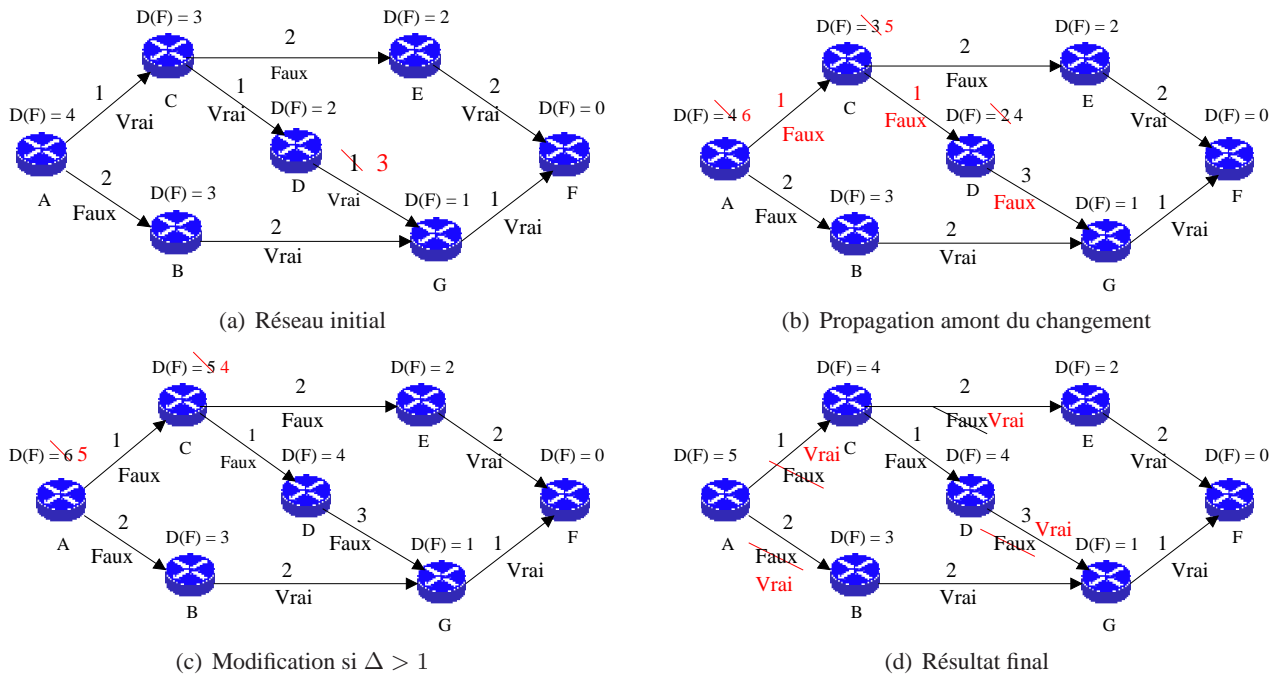 D(F) = 3
2
Faux
D(F) = 2
E
C
1
Vrai
1
Vrai
D(F) = 4
A
D(F) = 2
D
1 3
Vrai
2
Vrai
D(F) = 0
F
2
Faux
D(F) = 3
B
2
Vrai
D(F) = 1
G
1
Vrai
(a) Réseau initial
D(F) = 3 5
2
Faux
D(F) = 2
E
C
1
Faux
1
Faux
D(F) = 4 6
A
D(F) = 2 4
D
3
Faux
2
Vrai
D(F) = 0
F
2
Faux
D(F) = 3
B
2
Vrai
D(F) = 1
G
1
Vrai
(b) Propagation amont du changement
D(F) = 5 4
2
Faux
D(F) = 2
E
C
1
Faux
1
Faux
D(F) = 6 5
A
D(F) = 4
D
3
Faux
2
Vrai
D(F) = 0
F
2
Faux
D(F) = 3
B
2
Vrai
D(F) = 1
G
1
Vrai
(c) Modification si Δ > 1
D(F) = 4
2
Faux Vrai
D(F) = 2
E
C
1
Vrai
Faux
1
Faux
D(F) = 5
A
D(F) = 4
D
3 Vrai
Faux
2
Vrai
D(F) = 0
F
2
Faux
Vrai
D(F) = 3
B
2
Vrai
D(F) = 1
G
1
Vrai
(d) Résultat final